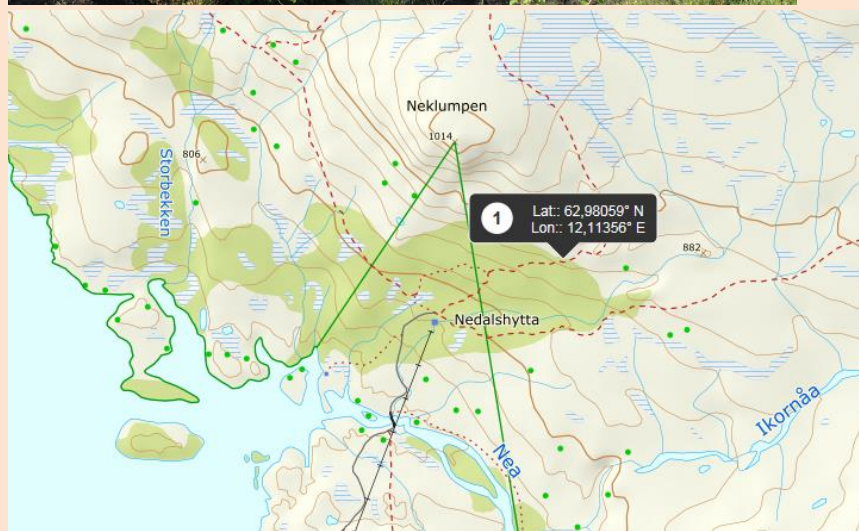 Neklumpen
1014
806
Storbekken
1
Lat:: 62,98059° N
Lon:: 12,11356° E
882
Nedalshytta
Ikornåa
Nea